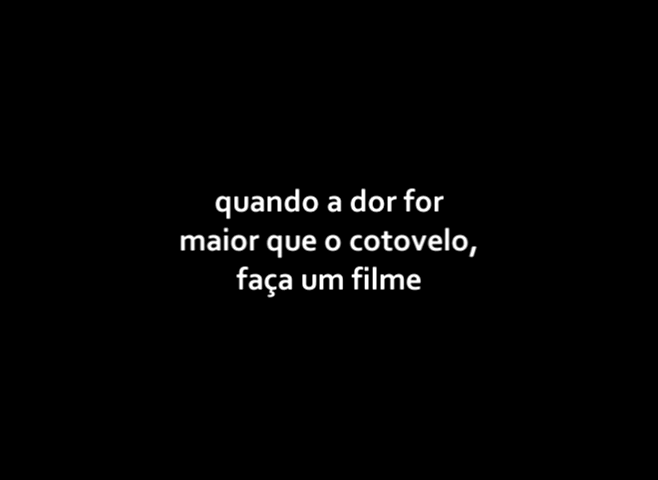 quando a dor for
maior que o cotovelo,
faça um filme